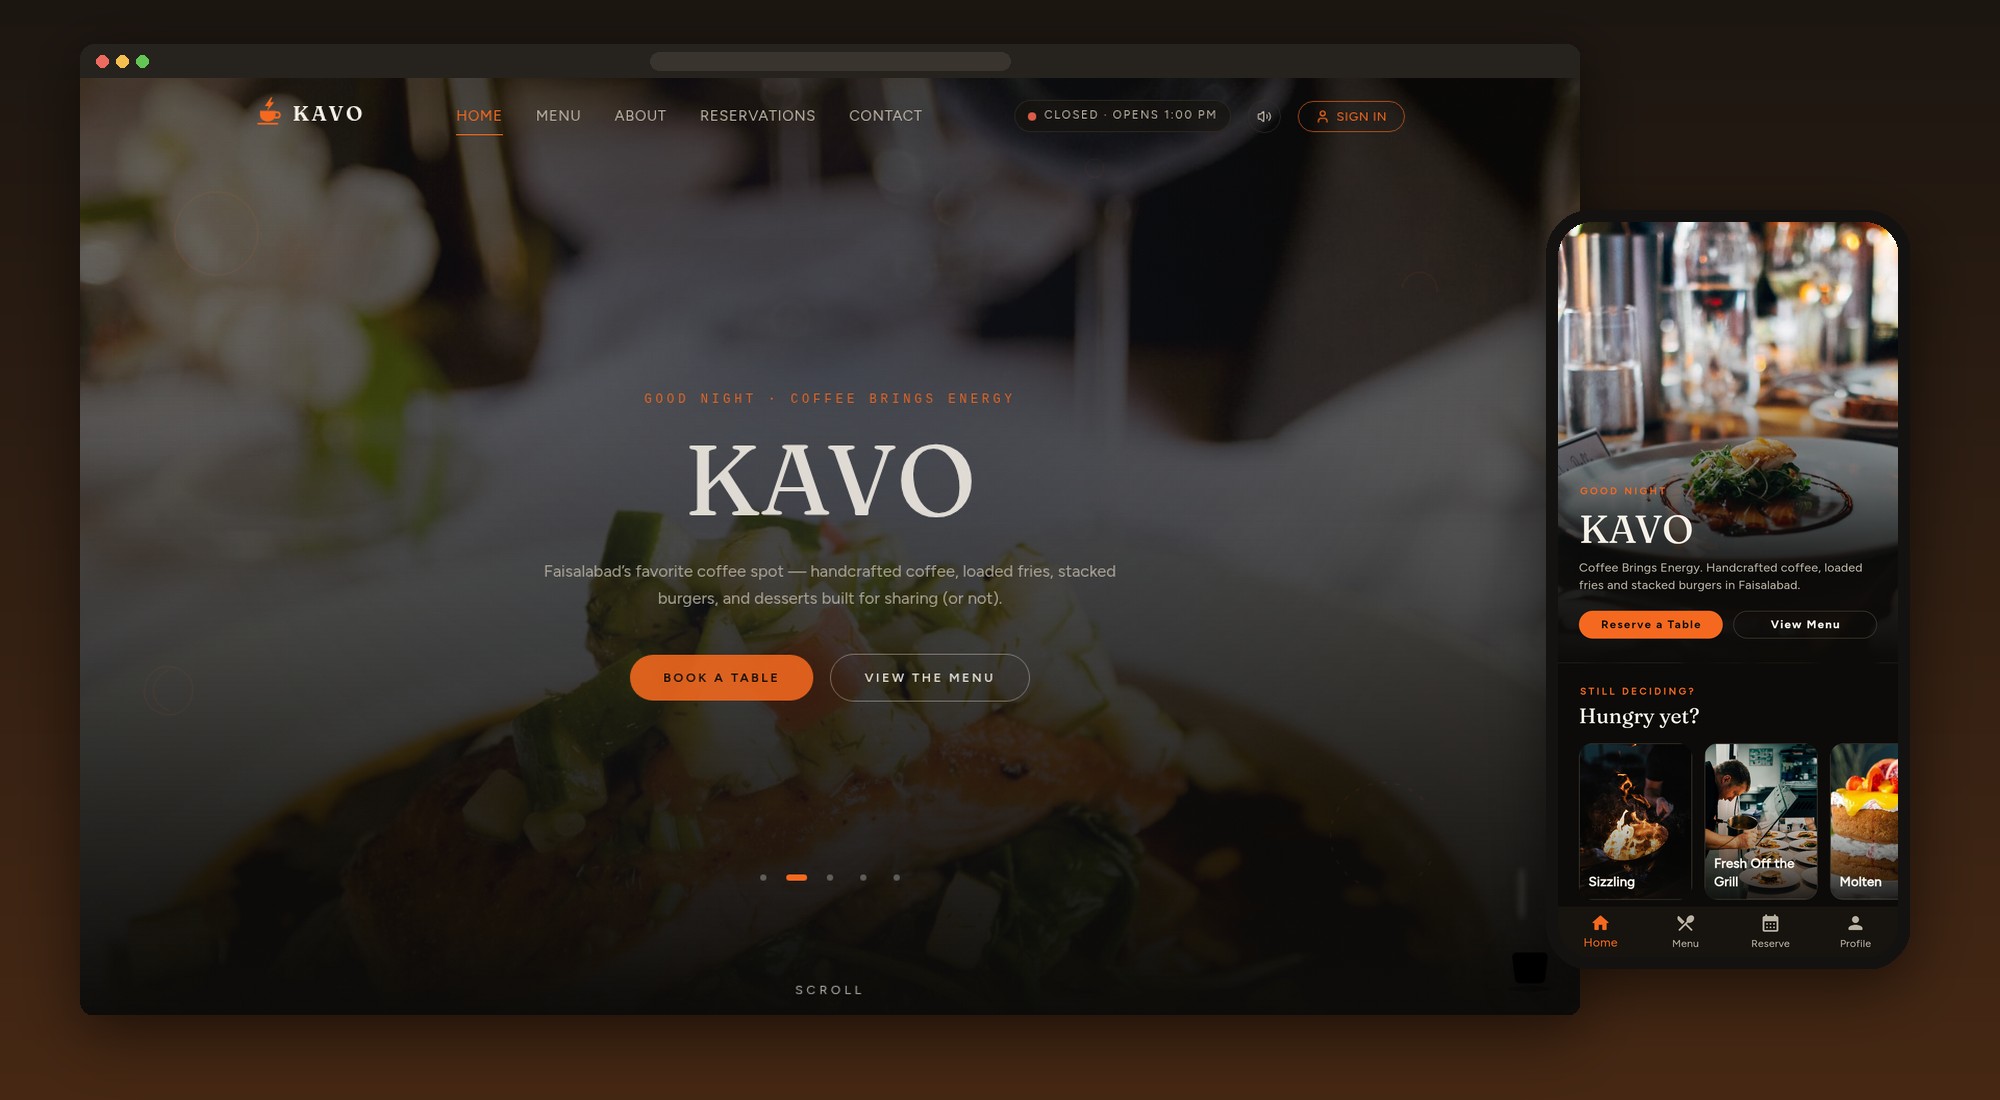 KAVO
HOME MENU ABOUT RESERVATIONS CONTACT
CLOSED · OPENS 1:00 PM
SIGN IN
GOOD NIGHT · COFFEE BRINGS ENERGY
KAVO
Faisalabad's favorite coffee spot — handcrafted coffee, loaded fries, stacked
burgers, and desserts built for sharing (or not).
BOOK A TABLE
VIEW THE MENU
SCROLL
GOOD NIGHT
KAVO
Coffee Brings Energy. Handcrafted coffee, loaded
fries and stacked burgers in Faisalabad.
Reserve a Table
View Menu
STILL DECIDING?
Hungry yet?
Sizzling
Fresh Off the
Grill
Molten
Home
Menu
Reserve
Profile